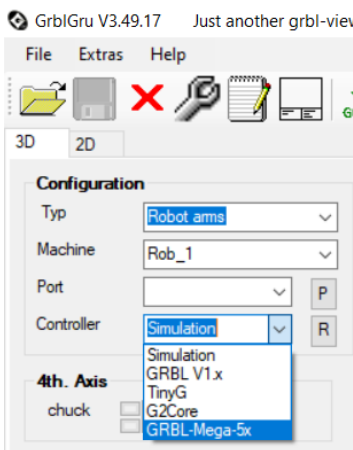 GrblGru V3.49.17 Just another grbl-view
File Extras Help
3D 2D
Configuration
Typ Robot arms
Machine Rob_1
Port P
Controller Simulation R
Simulation
GRBL V1.x
TinyG
G2Core
GRBL-Mega-5x
4th. Axis
chuck